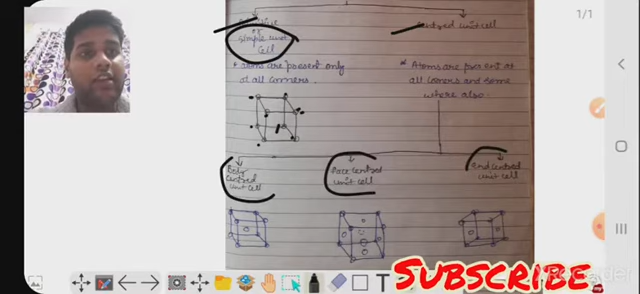 1/1
or
Simple unit
Cell
Centred unit cell
* Atoms are present only
at all corners.
* Atoms are present at
all corners and some
where also.
Body
Centred
unit cell
Face centred
unit cell
End centred
unit cell
SUBSCRIBE